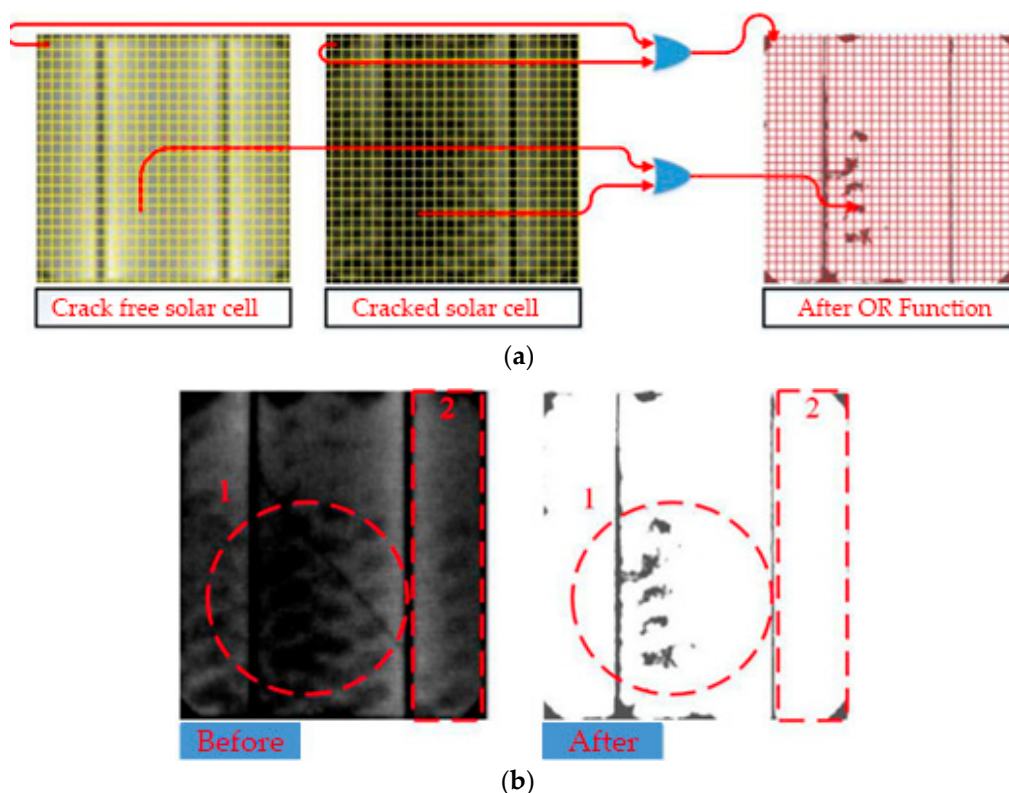 Crack free solar cell
Cracked solar cell
After OR Function
(a)
1
2
1
2
Before
After
(b)